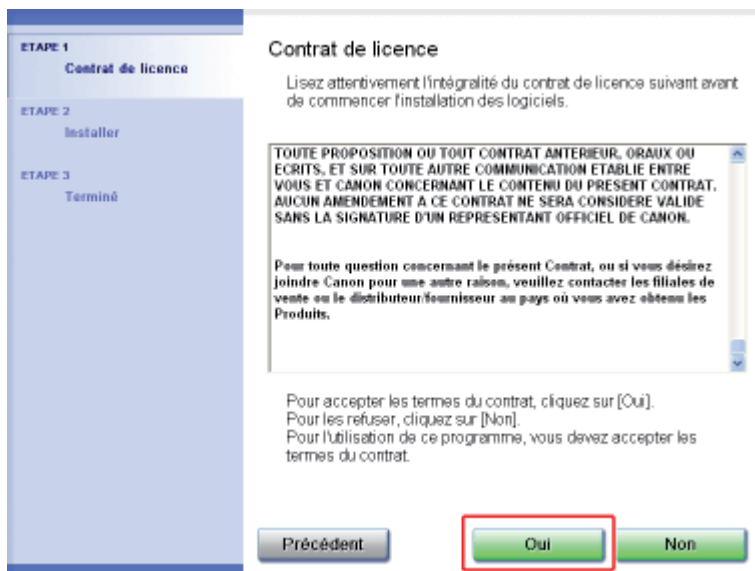 ETAPE 1
Contrat de licence
ETAPE 2
Installer
ETAPE 3
Terminé
Contrat de licence
Lisez attentivement l'intégralité du contrat de licence suivant avant
de commencer l'installation des logiciels.
TOUTE PROPOSITION OU TOUT CONTRAT ANTERIEUR, ORAUX OU
ECRITS, ET SUR TOUTE AUTRE COMMUNICATION ETABLIE ENTRE
VOUS ET CANON CONCERNANT LE CONTENU DU PRESENT CONTRAT.
AUCUN AMENDEMENT A CE CONTRAT NE SERA CONSIDERE VALIDE
SANS LA SIGNATURE D'UN REPRESENTANT OFFICIEL DE CANON.
Pour toute question concernant le présent Contrat, ou si vous désirez
joindre Canon pour une autre raison, veuillez contacter les filiales de
vente ou le distributeur/fournisseur au pays où vous avez obtenu les
Produits.
Pour accepter les termes du contrat, cliquez sur [Oui].
Pour les refuser, cliquez sur [Non].
Pour l'utilisation de ce programme, vous devez accepter les
termes du contrat.
Précédent
Oui
Non